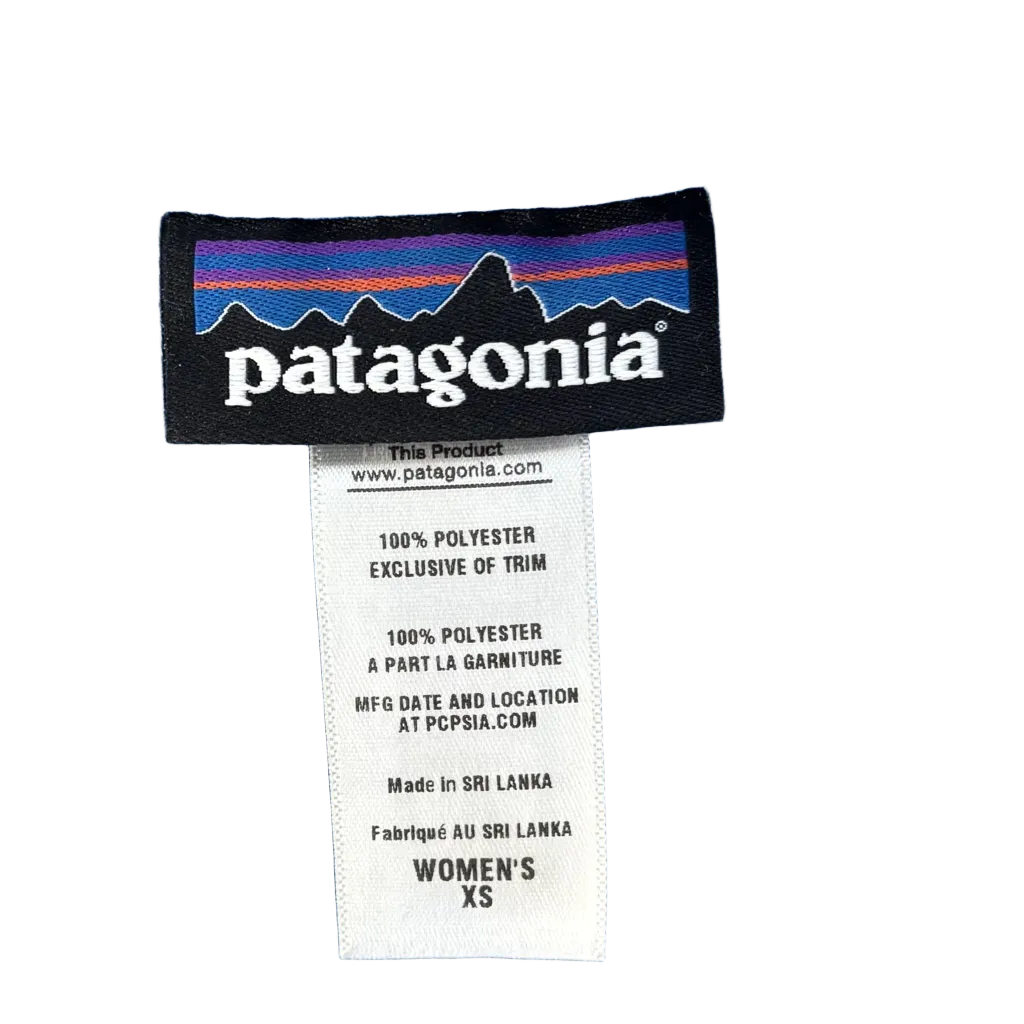 patagonia®
This Product
www.patagonia.com
100% POLYESTER
EXCLUSIVE OF TRIM
100% POLYESTER
A PART LA GARNITURE
MFG DATE AND LOCATION
AT PCPSIA.COM
Made in SRI LANKA
Fabriqué AU SRI LANKA
WOMEN'S
XS